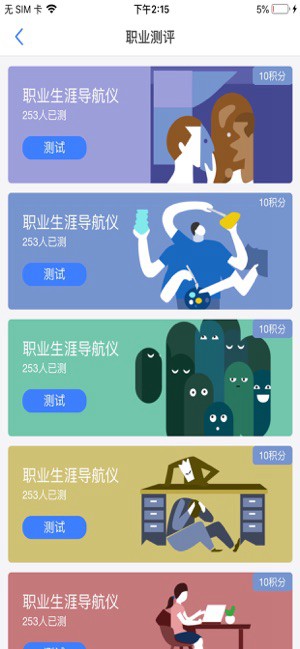 无 SIM 卡 下午2:15 5%
职业测评
10积分
职业生涯导航仪
253人已测
测试
10积分
职业生涯导航仪
253人已测
测试
10积分
职业生涯导航仪
253人已测
测试
10积分
职业生涯导航仪
253人已测
测试
10积分
职业生涯导航仪
253人已测